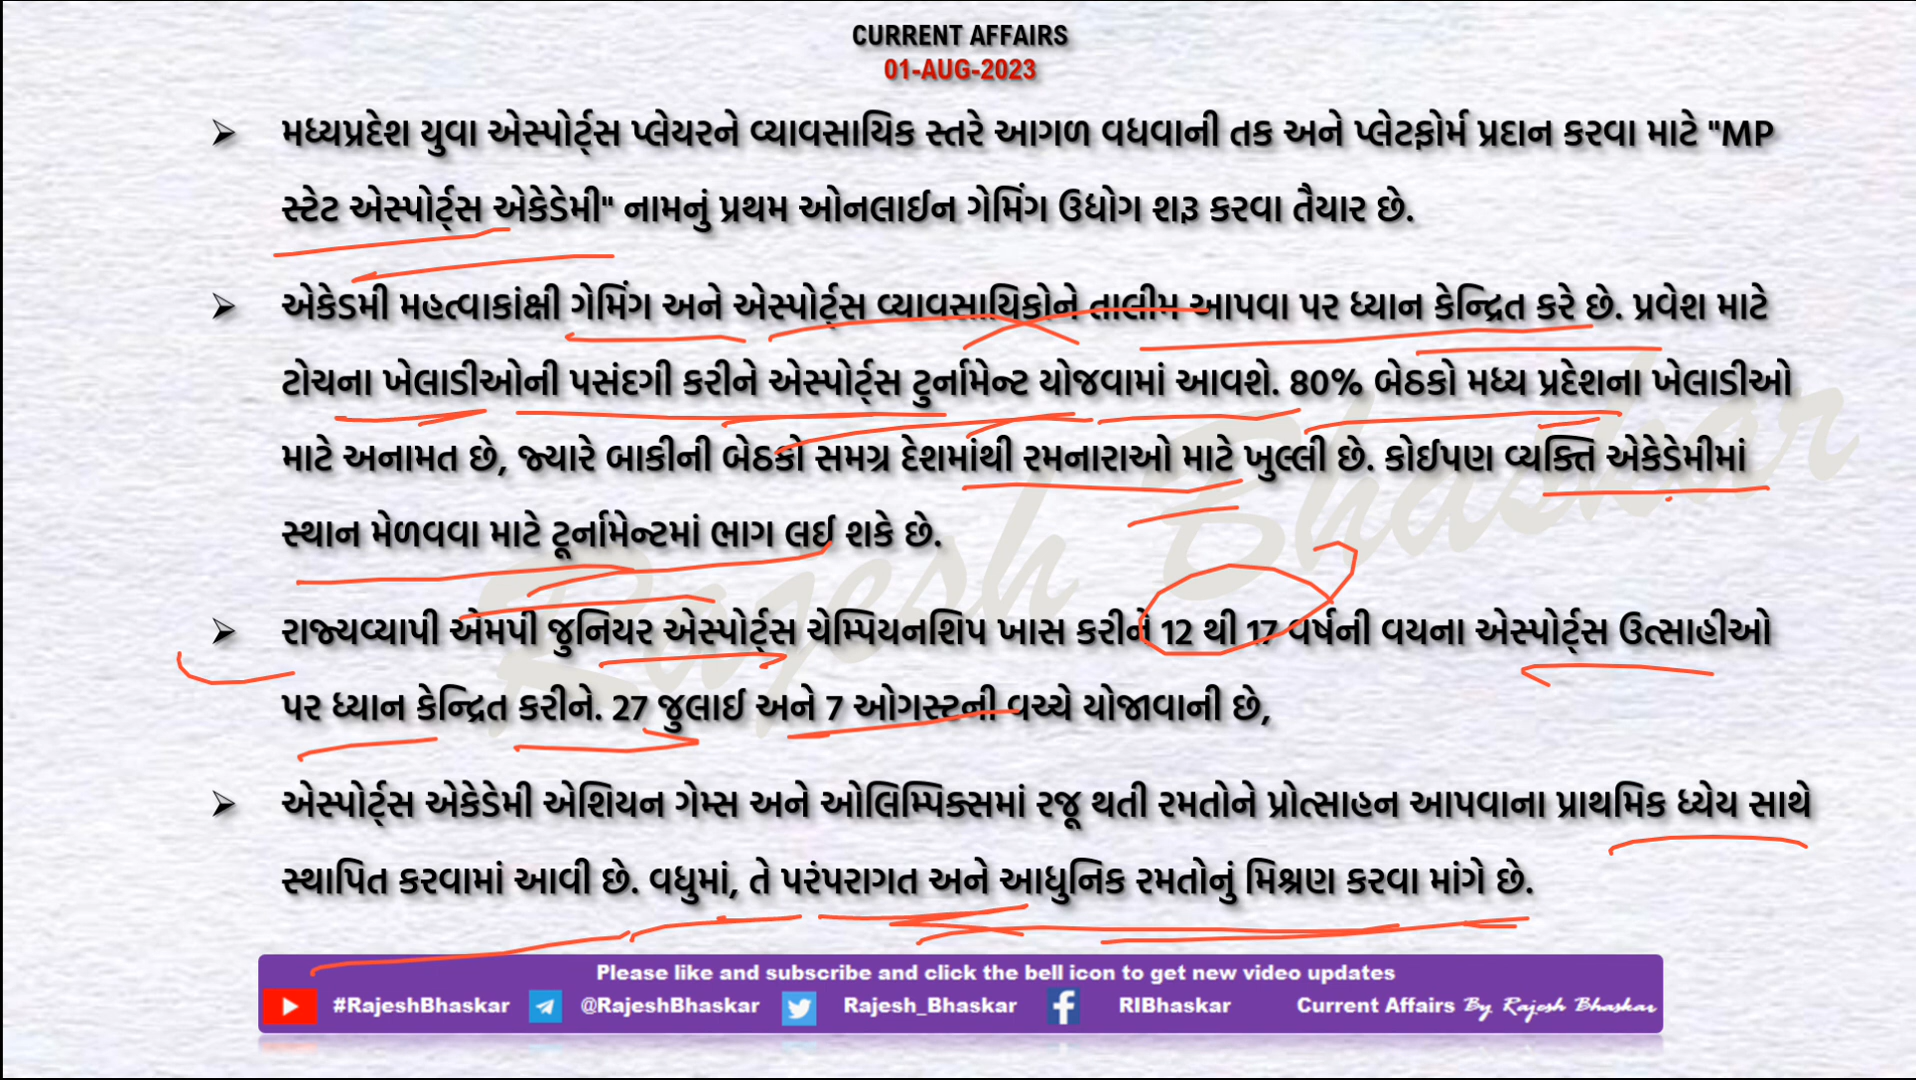 CURRENT AFFAIRS
01-AUG-2023
➢ મધ્યપ્રદેશ યુવા એસ્પોર્ટ્સ પ્લેયરને વ્યાવસાયિક સ્તરે આગળ વધવાની તક અને પ્લેટફોર્મ પ્રદાન કરવા માટે "MP
સ્ટેટ એસ્પોર્ટ્સ એકેડેમી" નામનું પ્રથમ ઓનલાઈન ગેમિંગ ઉદ્યોગ શરૂ કરવા તૈયાર છે.
➢ એકેડમી મહત્વાકાંક્ષી ગેમિંગ અને એસ્પોર્ટ્સ વ્યાવસાયિકોને તાલીમ આપવા પર ધ્યાન કેન્દ્રિત કરે છે. પ્રવેશ માટે
ટોચના ખેલાડીઓની પસંદગી કરીને એસ્પોર્ટ્સ ટુર્નામેન્ટ યોજવામાં આવશે. 80% બેઠકો મધ્ય પ્રદેશના ખેલાડીઓ
માટે અનામત છે, જ્યારે બાકીની બેઠકો સમગ્ર દેશમાંથી રમનારાઓ માટે ખુલ્લી છે. કોઈપણ વ્યક્તિ એકેડેમીમાં
સ્થાન મેળવવા માટે ટૂર્નામેન્ટમાં ભાગ લઈ શકે છે.
➢ રાજ્યવ્યાપી એમપી જુનિયર એસ્પોર્ટ્સ ચેમ્પિયનશિપ ખાસ કરીને 12 થી 17 વર્ષની વયના એસ્પોર્ટ્સ ઉત્સાહીઓ
પર ધ્યાન કેન્દ્રિત કરીને. 27 જુલાઈ અને 7 ઓગસ્ટની વચ્ચે યોજાવાની છે,
➢ એસ્પોર્ટ્સ એકેડેમી એશિયન ગેમ્સ અને ઓલિમ્પિક્સમાં રજૂ થતી રમતોને પ્રોત્સાહન આપવાના પ્રાથમિક ધ્યેય સાથે
સ્થાપિત કરવામાં આવી છે. વધુમાં, તે પરંપરાગત અને આધુનિક રમતોનું મિશ્રણ કરવા માંગે છે.
Rajesh Bhaskar
Please like and subscribe and click the bell icon to get new video updates
#RajeshBhaskar @RajeshBhaskar Rajesh_Bhaskar RIBhaskar Current Affairs By Rajesh Bhaskar